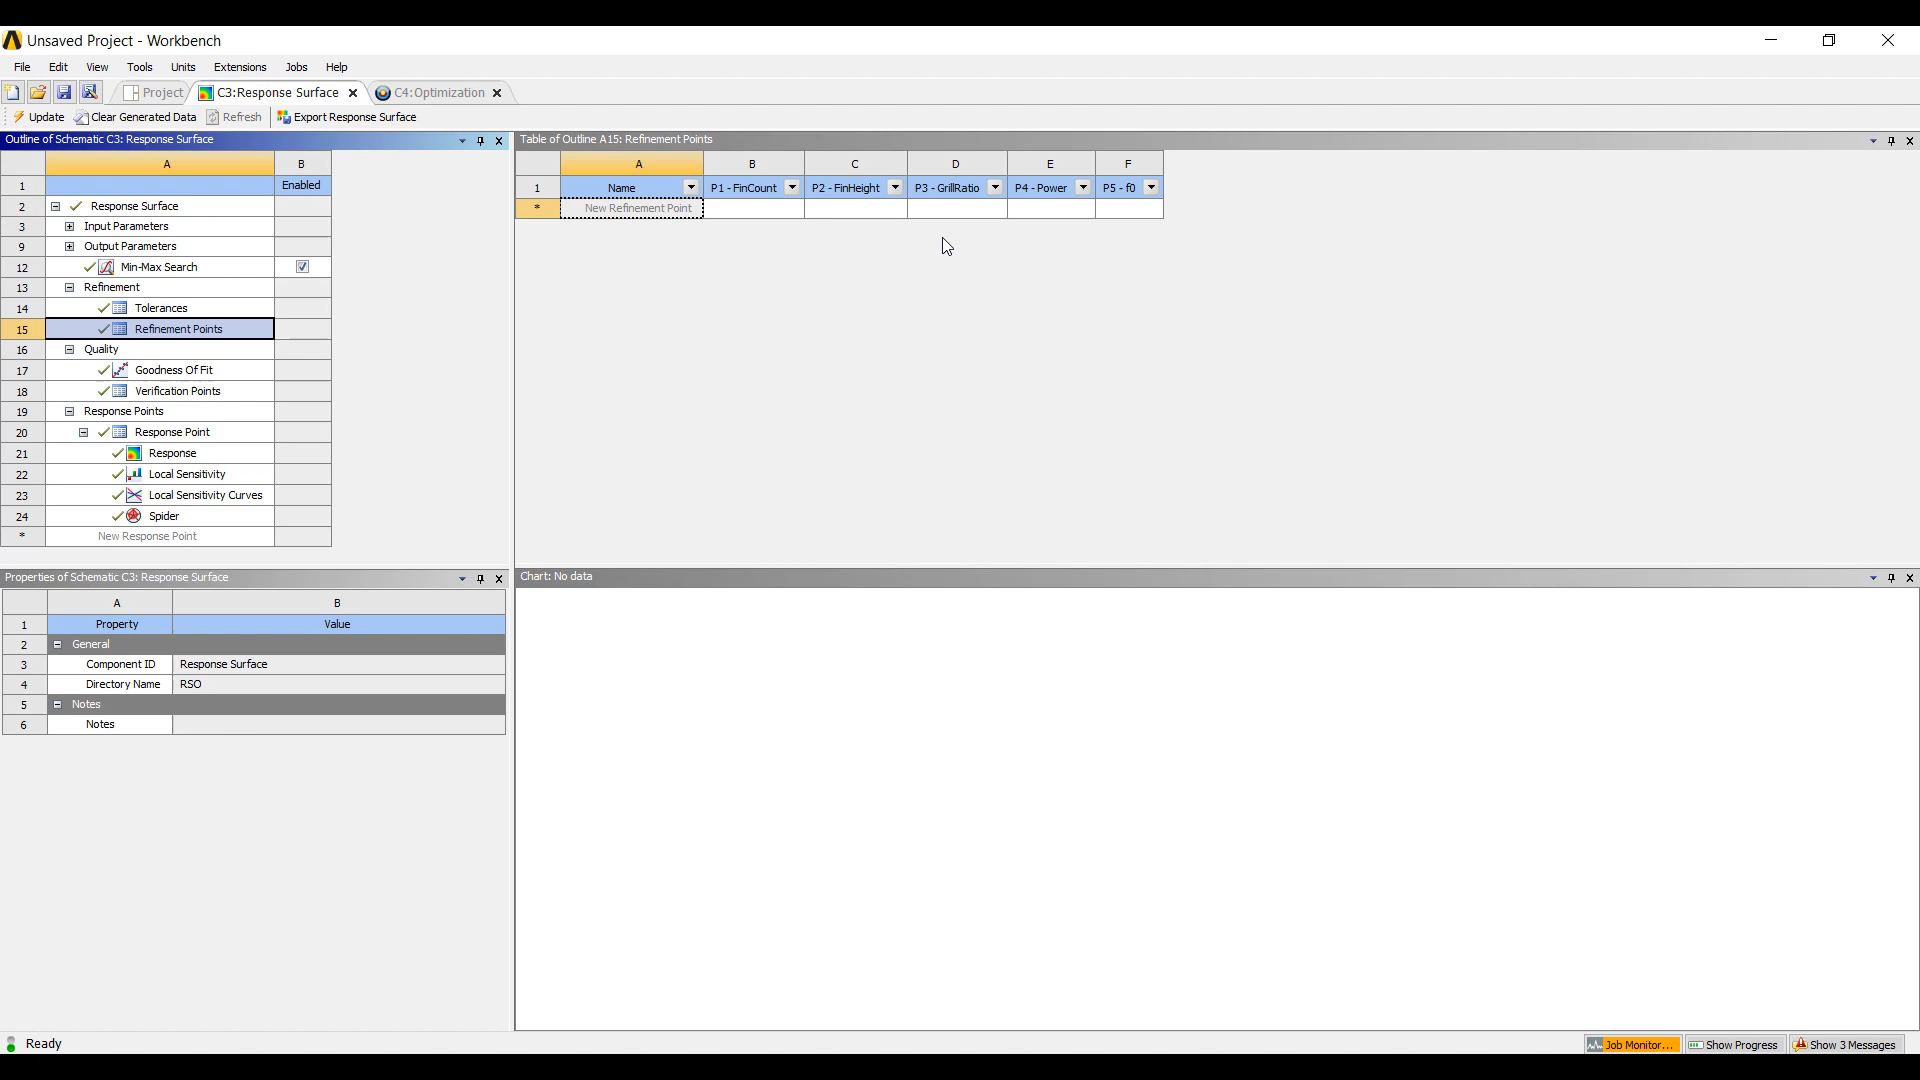 Unsaved Project - Workbench
File Edit View Tools Units Extensions Jobs Help
Project C3:Response Surface C4:Optimization
Update Clear Generated Data Refresh Export Response Surface
Outline of Schematic C3: Response Surface
A B
1 Enabled
2 Response Surface
3 Input Parameters
9 Output Parameters
12 Min-Max Search
13 Refinement
14 Tolerances
15 Refinement Points
16 Quality
17 Goodness Of Fit
18 Verification Points
19 Response Points
20 Response Point
21 Response
22 Local Sensitivity
23 Local Sensitivity Curves
24 Spider
* New Response Point
Table of Outline A15: Refinement Points
A B C D E F
1 Name P1 - FinCount P2 - FinHeight P3 - GrillRatio P4 - Power P5 - f0
* New Refinement Point
Properties of Schematic C3: Response Surface
A B
1 Property Value
2 General
3 Component ID Response Surface
4 Directory Name RSO
5 Notes
6 Notes
Chart: No data
Ready
Job Monitor... Show Progress Show 3 Messages